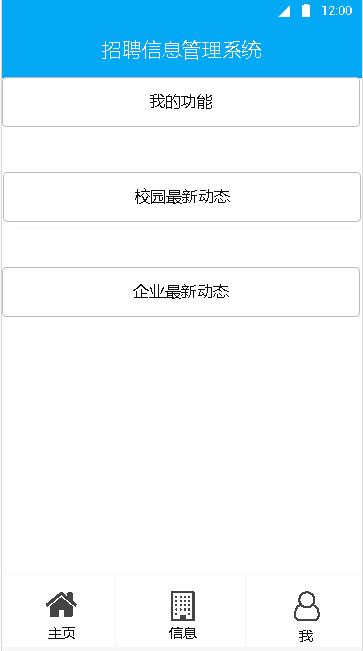 12:00
招聘信息管理系统
我的功能
校园最新动态
企业最新动态
主页
信息
我